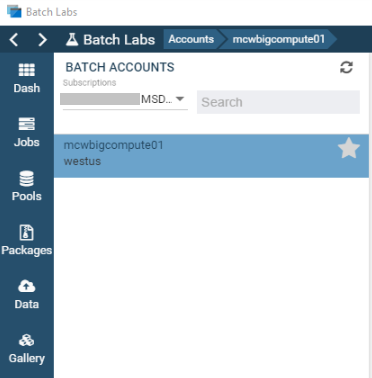 Batch Labs
Batch Labs Accounts mcwbigcompute01
Dash
Jobs
Pools
Packages
Data
Gallery
BATCH ACCOUNTS
Subscriptions
MSD...
Search
mcwbigcompute01
westus